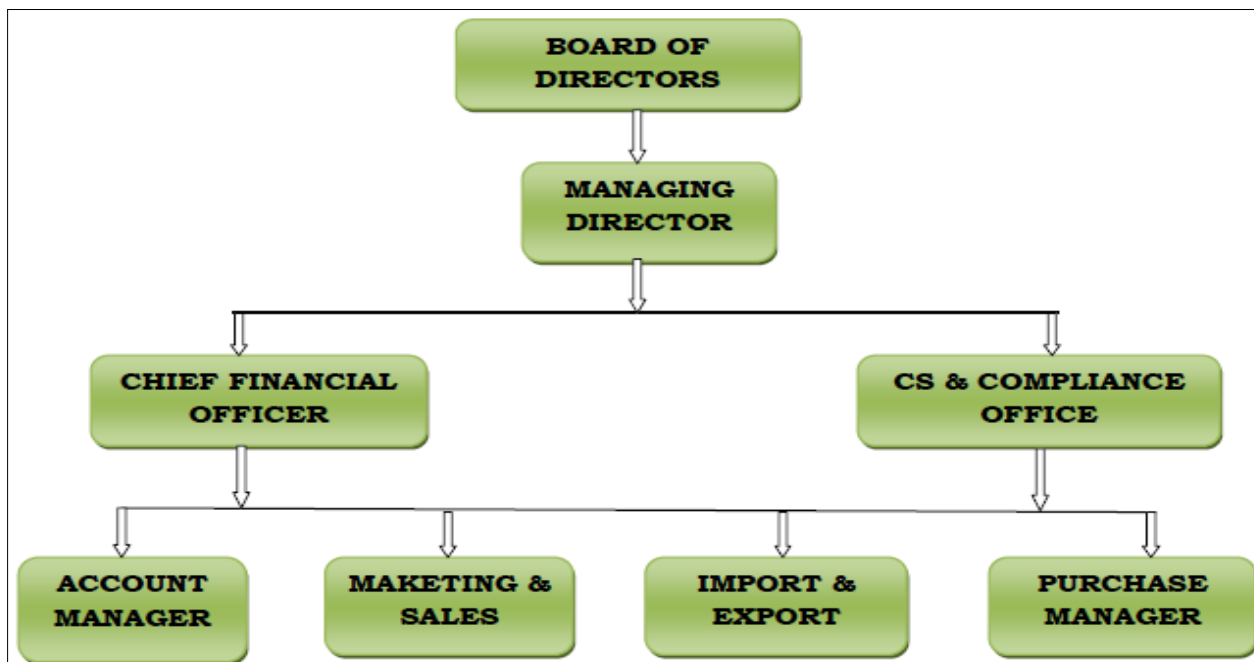 BOARD OF
DIRECTORS
MANAGING
DIRECTOR
CHIEF FINANCIAL
OFFICER
CS & COMPLIANCE
OFFICE
ACCOUNT
MANAGER
MAKETING &
SALES
IMPORT &
EXPORT
PURCHASE
MANAGER